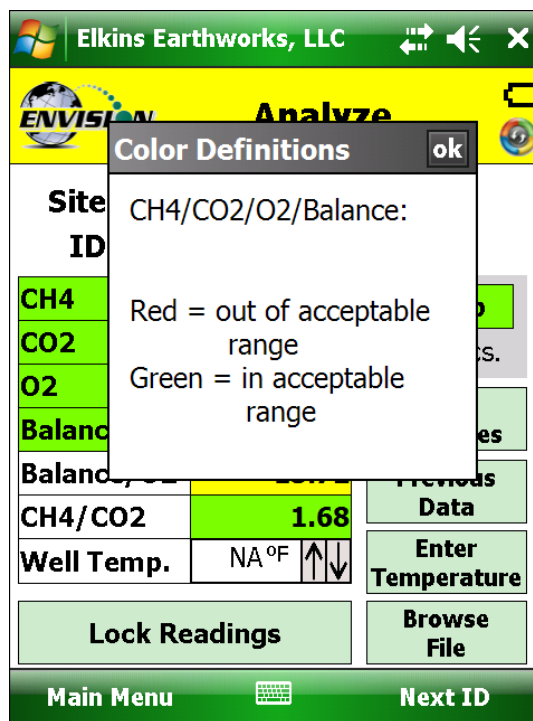 Elkins Earthworks, LLC
ENVISION
Analyze
Color Definitions
ok
CH4/CO2/O2/Balance:
Red = out of acceptable
range
Green = in acceptable
range
Site
ID
CH4
CO2
O2
CH4/CO2
1.68
Well Temp.
NA ºF
Data
Enter
Temperature
Lock Readings
Browse
File
Main Menu
Next ID